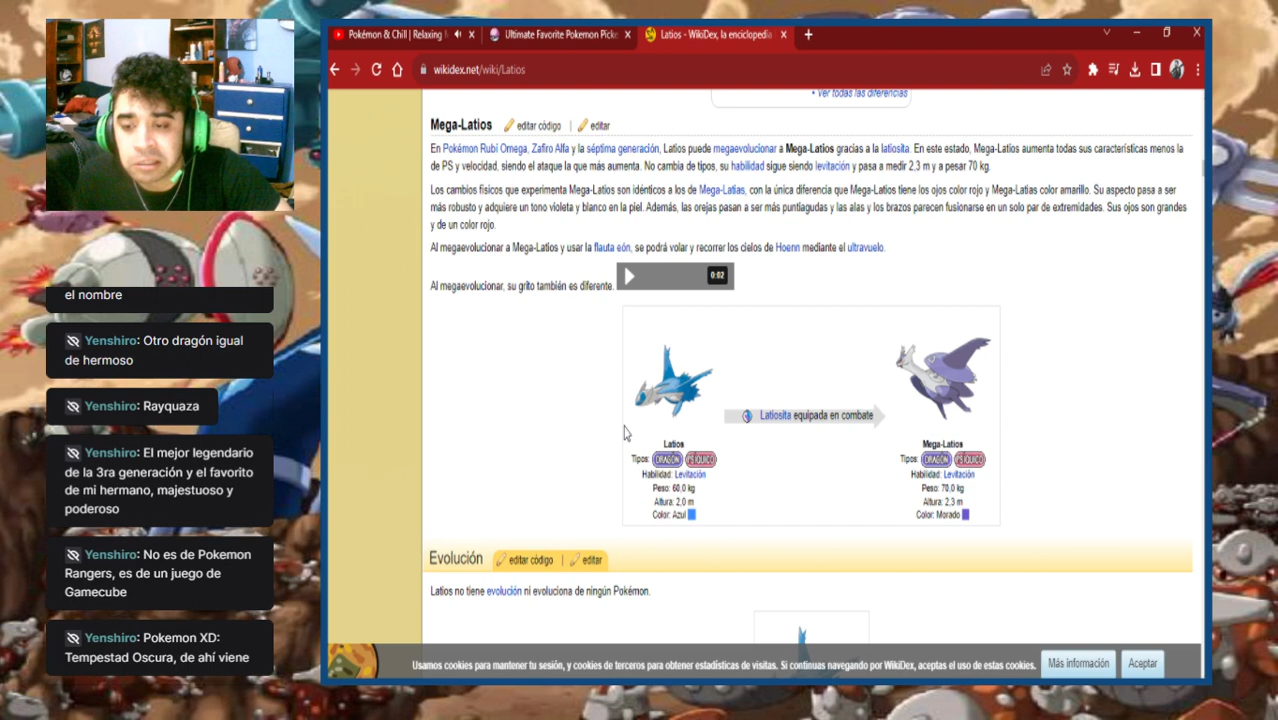 Pokémon & Chill | Relaxing
Ultimate Favorite Pokemon Picke
Latios - WikiDex, la enciclopedia
wikidex.net/wiki/Latios
• Ver todas las diferencias
Mega-Latios editar código | editar
En Pokémon Rubí Omega, Zafiro Alfa y la séptima generación, Latios puede megaevolucionar a Mega-Latios gracias a la latiosita. En este estado, Mega-Latios aumenta todas sus características menos la
de PS y velocidad, siendo el ataque la que más aumenta. No cambia de tipos, su habilidad sigue siendo levitación y pasa a medir 2,3 m y a pesar 70 kg.
Los cambios físicos que experimenta Mega-Latios son idénticos a los de Mega-Latias, con la única diferencia que Mega-Latios tiene los ojos color rojo y Mega-Latias color amarillo. Su aspecto pasa a ser
más robusto y adquiere un tono violeta y blanco en la piel. Además, las orejas pasan a ser más puntiagudas y las alas y los brazos parecen fusionarse en un solo par de extremidades. Sus ojos son grandes
y de un color rojo.
Al megaevolucionar a Mega-Latios y usar la flauta eón, se podrá volar y recorrer los cielos de Hoenn mediante el ultravuelo.
Al megaevolucionar, su grito también es diferente. 0:02
Latiosita equipada en combate
Latios
Tipos: DRAGÓN PSÍQUICO
Habilidad: Levitación
Peso: 60,0 kg
Altura: 2,0 m
Color: Azul
Mega-Latios
Tipos: DRAGÓN PSÍQUICO
Habilidad: Levitación
Peso: 70,0 kg
Altura: 2,3 m
Color: Morado
Evolución editar código | editar
Latios no tiene evolución ni evoluciona de ningún Pokémon.
Usamos cookies para mantener tu sesión, y cookies de terceros para obtener estadísticas de visitas. Si continuas navegando por WikiDex, aceptas el uso de estas cookies.
Más información
Aceptar
el nombre
Yenshiro: Otro dragón igual
de hermoso
Yenshiro: Rayquaza
Yenshiro: El mejor legendario
de la 3ra generación y el favorito
de mi hermano, majestuoso y
poderoso
Yenshiro: No es de Pokemon
Rangers, es de un juego de
Gamecube
Yenshiro: Pokemon XD:
Tempestad Oscura, de ahí viene